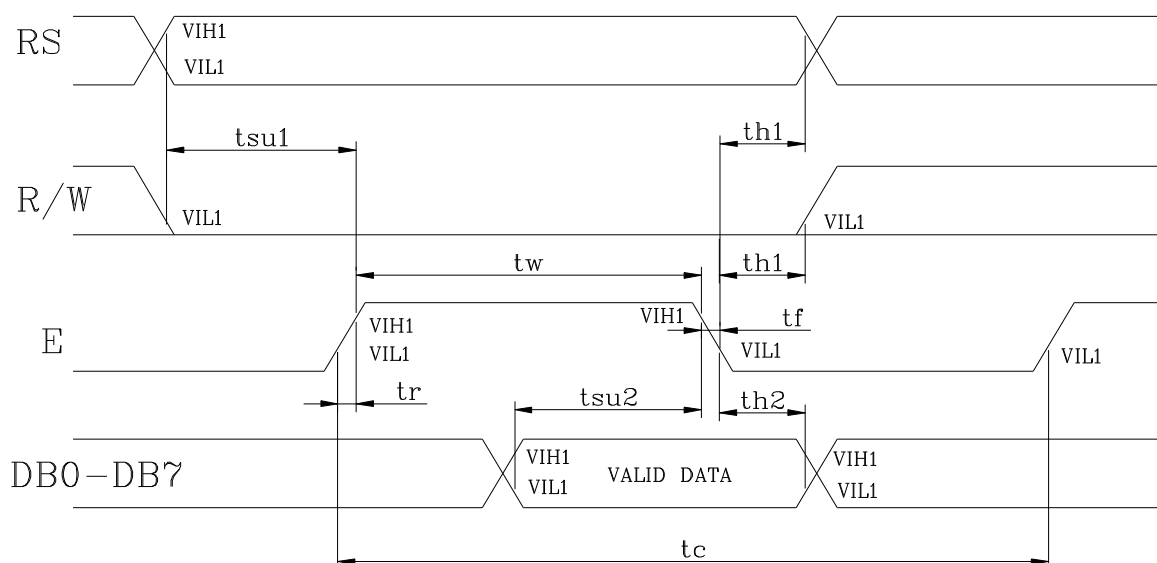 RS
VIH1
VIL1
tsu1
th1
R/W
VIL1
VIL1
tw
th1
E
VIH1
VIL1
VIH1
tf
VIL1
VIL1
tr
tsu2
th2
DB0-DB7
VIH1
VIL1
VALID DATA
VIH1
VIL1
tc